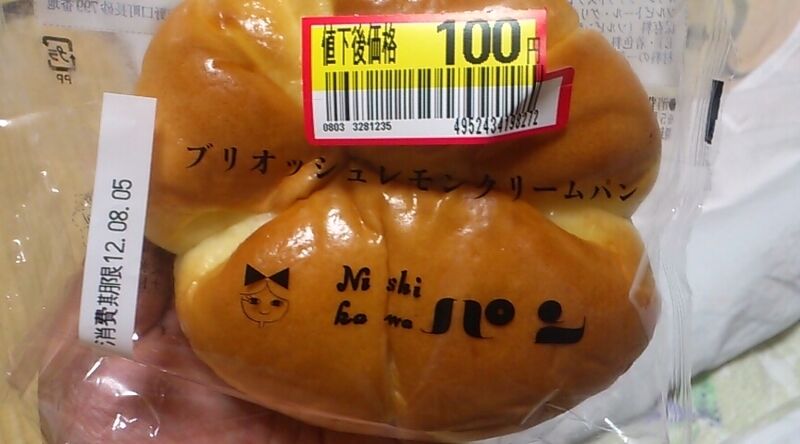 値下後価格 100円
0803 3281235
4952434798272
ブリオッシュレモンクリームパン
消費期限12.08.05
Nishi
kawa パン
PP